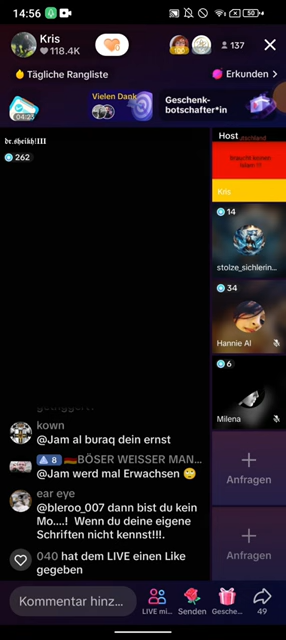 14:56
50
Kris
118.4K
137
Tägliche Rangliste
Erkunden >
04:23
Vielen Dank
Geschenk-
botschafter*in
dr.sheikh!III
262
Host
Kris
14
stolze_sichlerin...
34
Hannie Al
6
Milena
kown
@Jam al buraq dein ernst
8 BÖSER WEISSER MAN...
@Jam werd mal Erwachsen 🙄
ear eye
@bleroo_007 dann bist du kein
Mo....! Wenn du deine eigene
Schriften nicht kennst!!!.
040 hat dem LIVE einen Like
gegeben
+
Anfragen
+
Anfragen
Kommentar hinz...
LIVE mi...
Senden
Gesche...
49